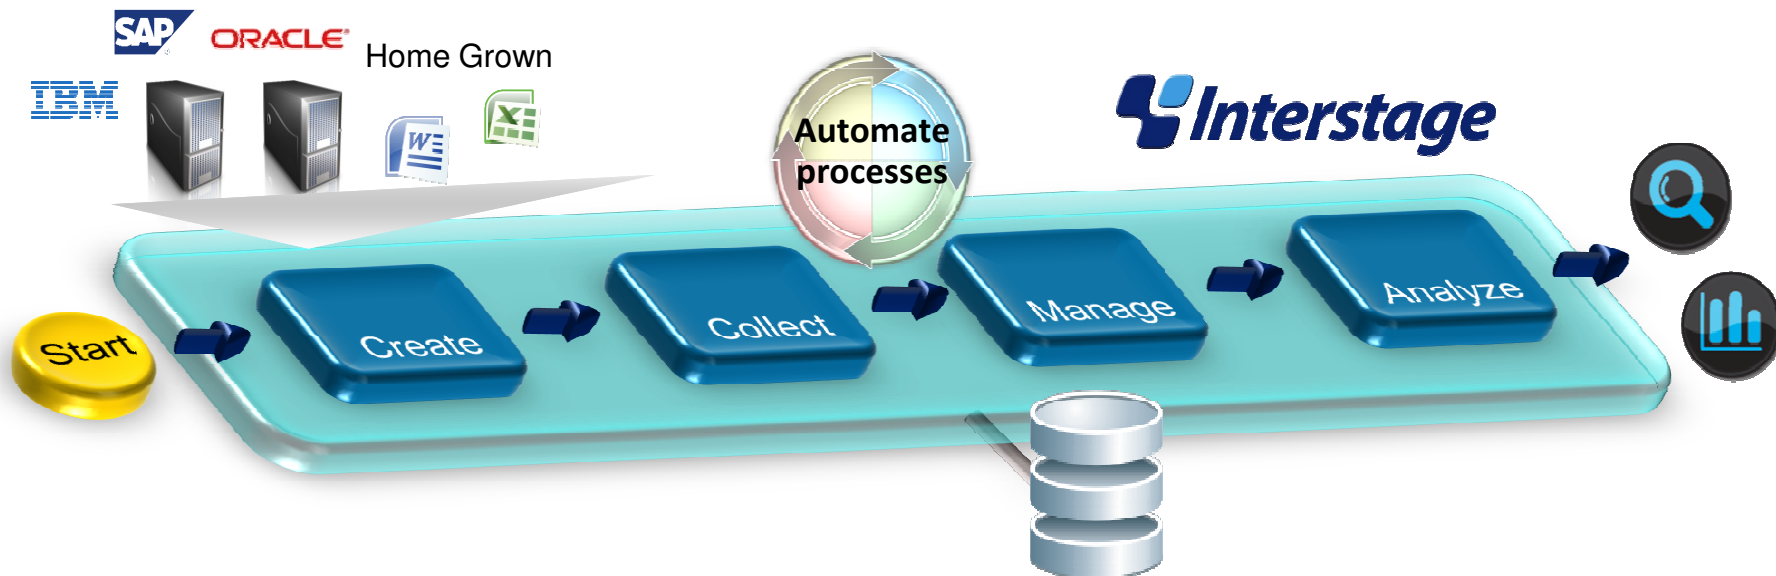 SAP
ORACLE
Home Grown
IBM
W
X
Automate
processes
Interstage
Start
Create
Collect
Manage
Analyze